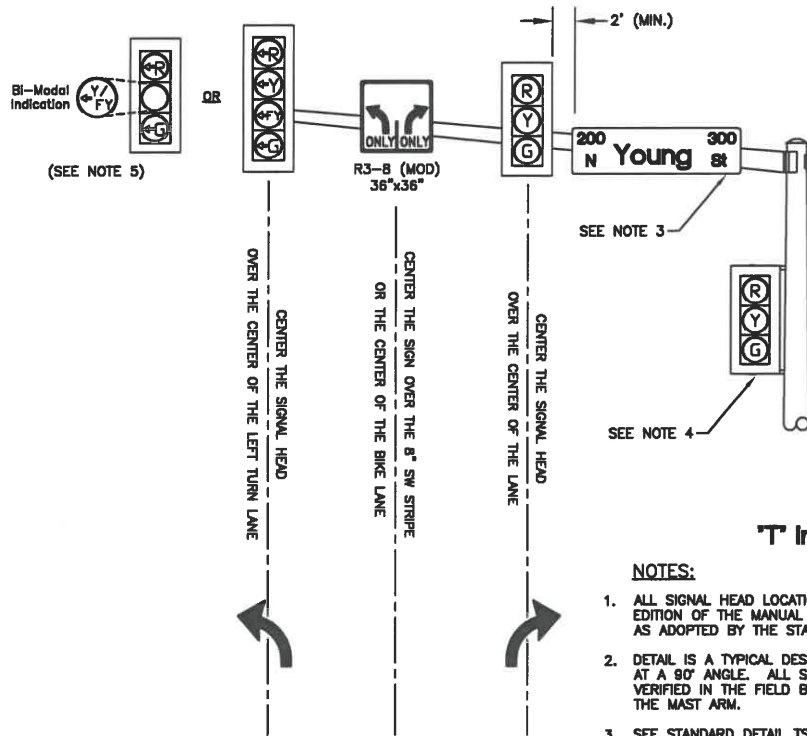 2' (MIN.)
Bi-Modal
Indication
Y/
FY
R
G
OR
R
Y
FY
G
(SEE NOTE 5)
ONLY ONLY
R3-8 (MOD)
36"x36"
R
Y
G
200 300
N Young St
SEE NOTE 3
R
Y
G
SEE NOTE 4
CENTER THE SIGNAL HEAD
OVER THE CENTER OF THE LEFT TURN LANE
CENTER THE SIGN OVER THE 8" SW STRIPE
OR THE CENTER OF THE BIKE LANE
CENTER THE SIGNAL HEAD
OVER THE CENTER OF THE LANE
"T"
NOTES:
1. ALL SIGNAL HEAD
EDITION OF THE MANUAL
AS ADOPTED BY THE
2. DETAIL IS A TYPICAL
AT A 90° ANGLE. ALL
VERIFIED IN THE FIELD
THE MAST ARM.
3. SEE STANDARD DETAIL